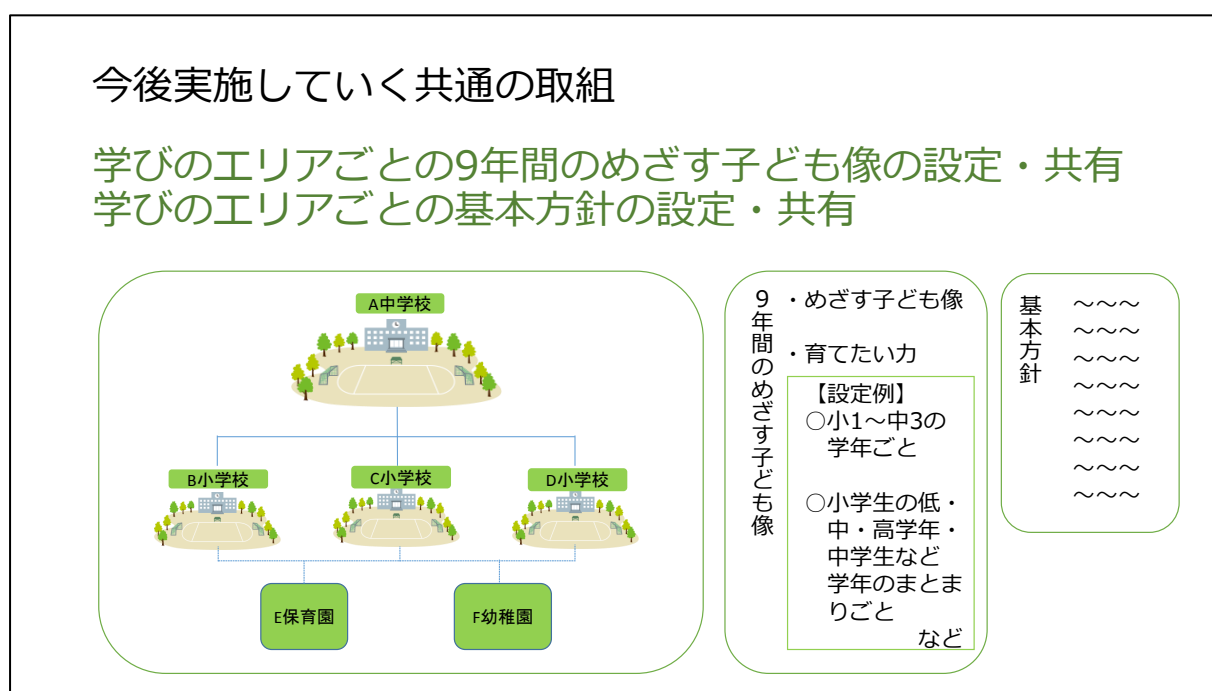 今後実施していく共通の取組
学びのエリアごとの9年間のめざす子ども像の設定・共有
学びのエリアごとの基本方針の設定・共有
A中学校
B小学校
C小学校
D小学校
E保育園
F幼稚園
9年間のめざす子ども像
・めざす子ども像
・育てたい力
【設定例】
○小1～中3の
学年ごと
○小学生の低・
中・高学年・
中学生など
学年のまとま
りごと
など
基本方針
～～～
～～～
～～～
～～～
～～～
～～～
～～～
～～～